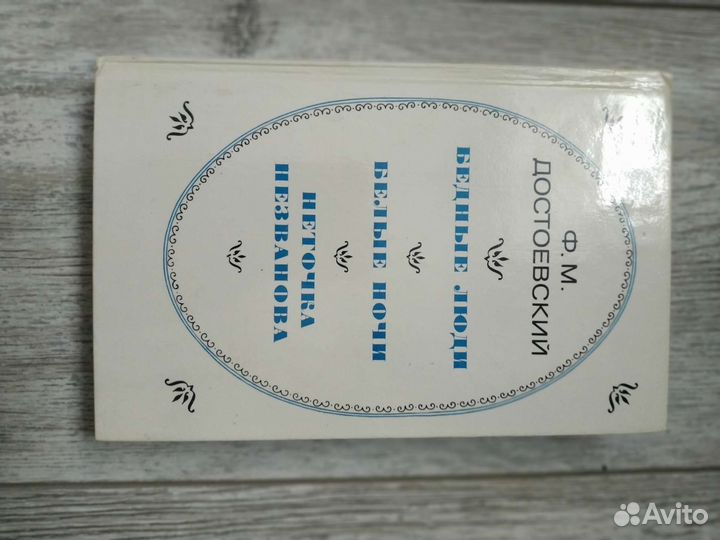 Ф. М.
ДОСТОЕВСКИЙ
БЕДНЫЕ ЛЮДИ
БЕЛЫЕ НОЧИ
НЕТОЧКА
НЕЗВАНОВА
Avito